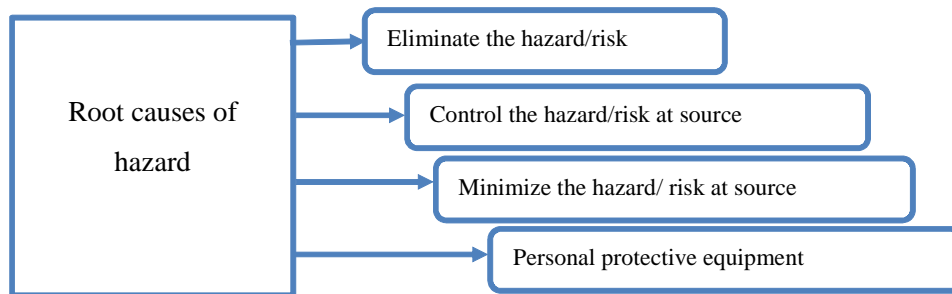 Eliminate the hazard/risk
Root causes of
hazard
Control the hazard/risk at source
Minimize the hazard/ risk at source
Personal protective equipment